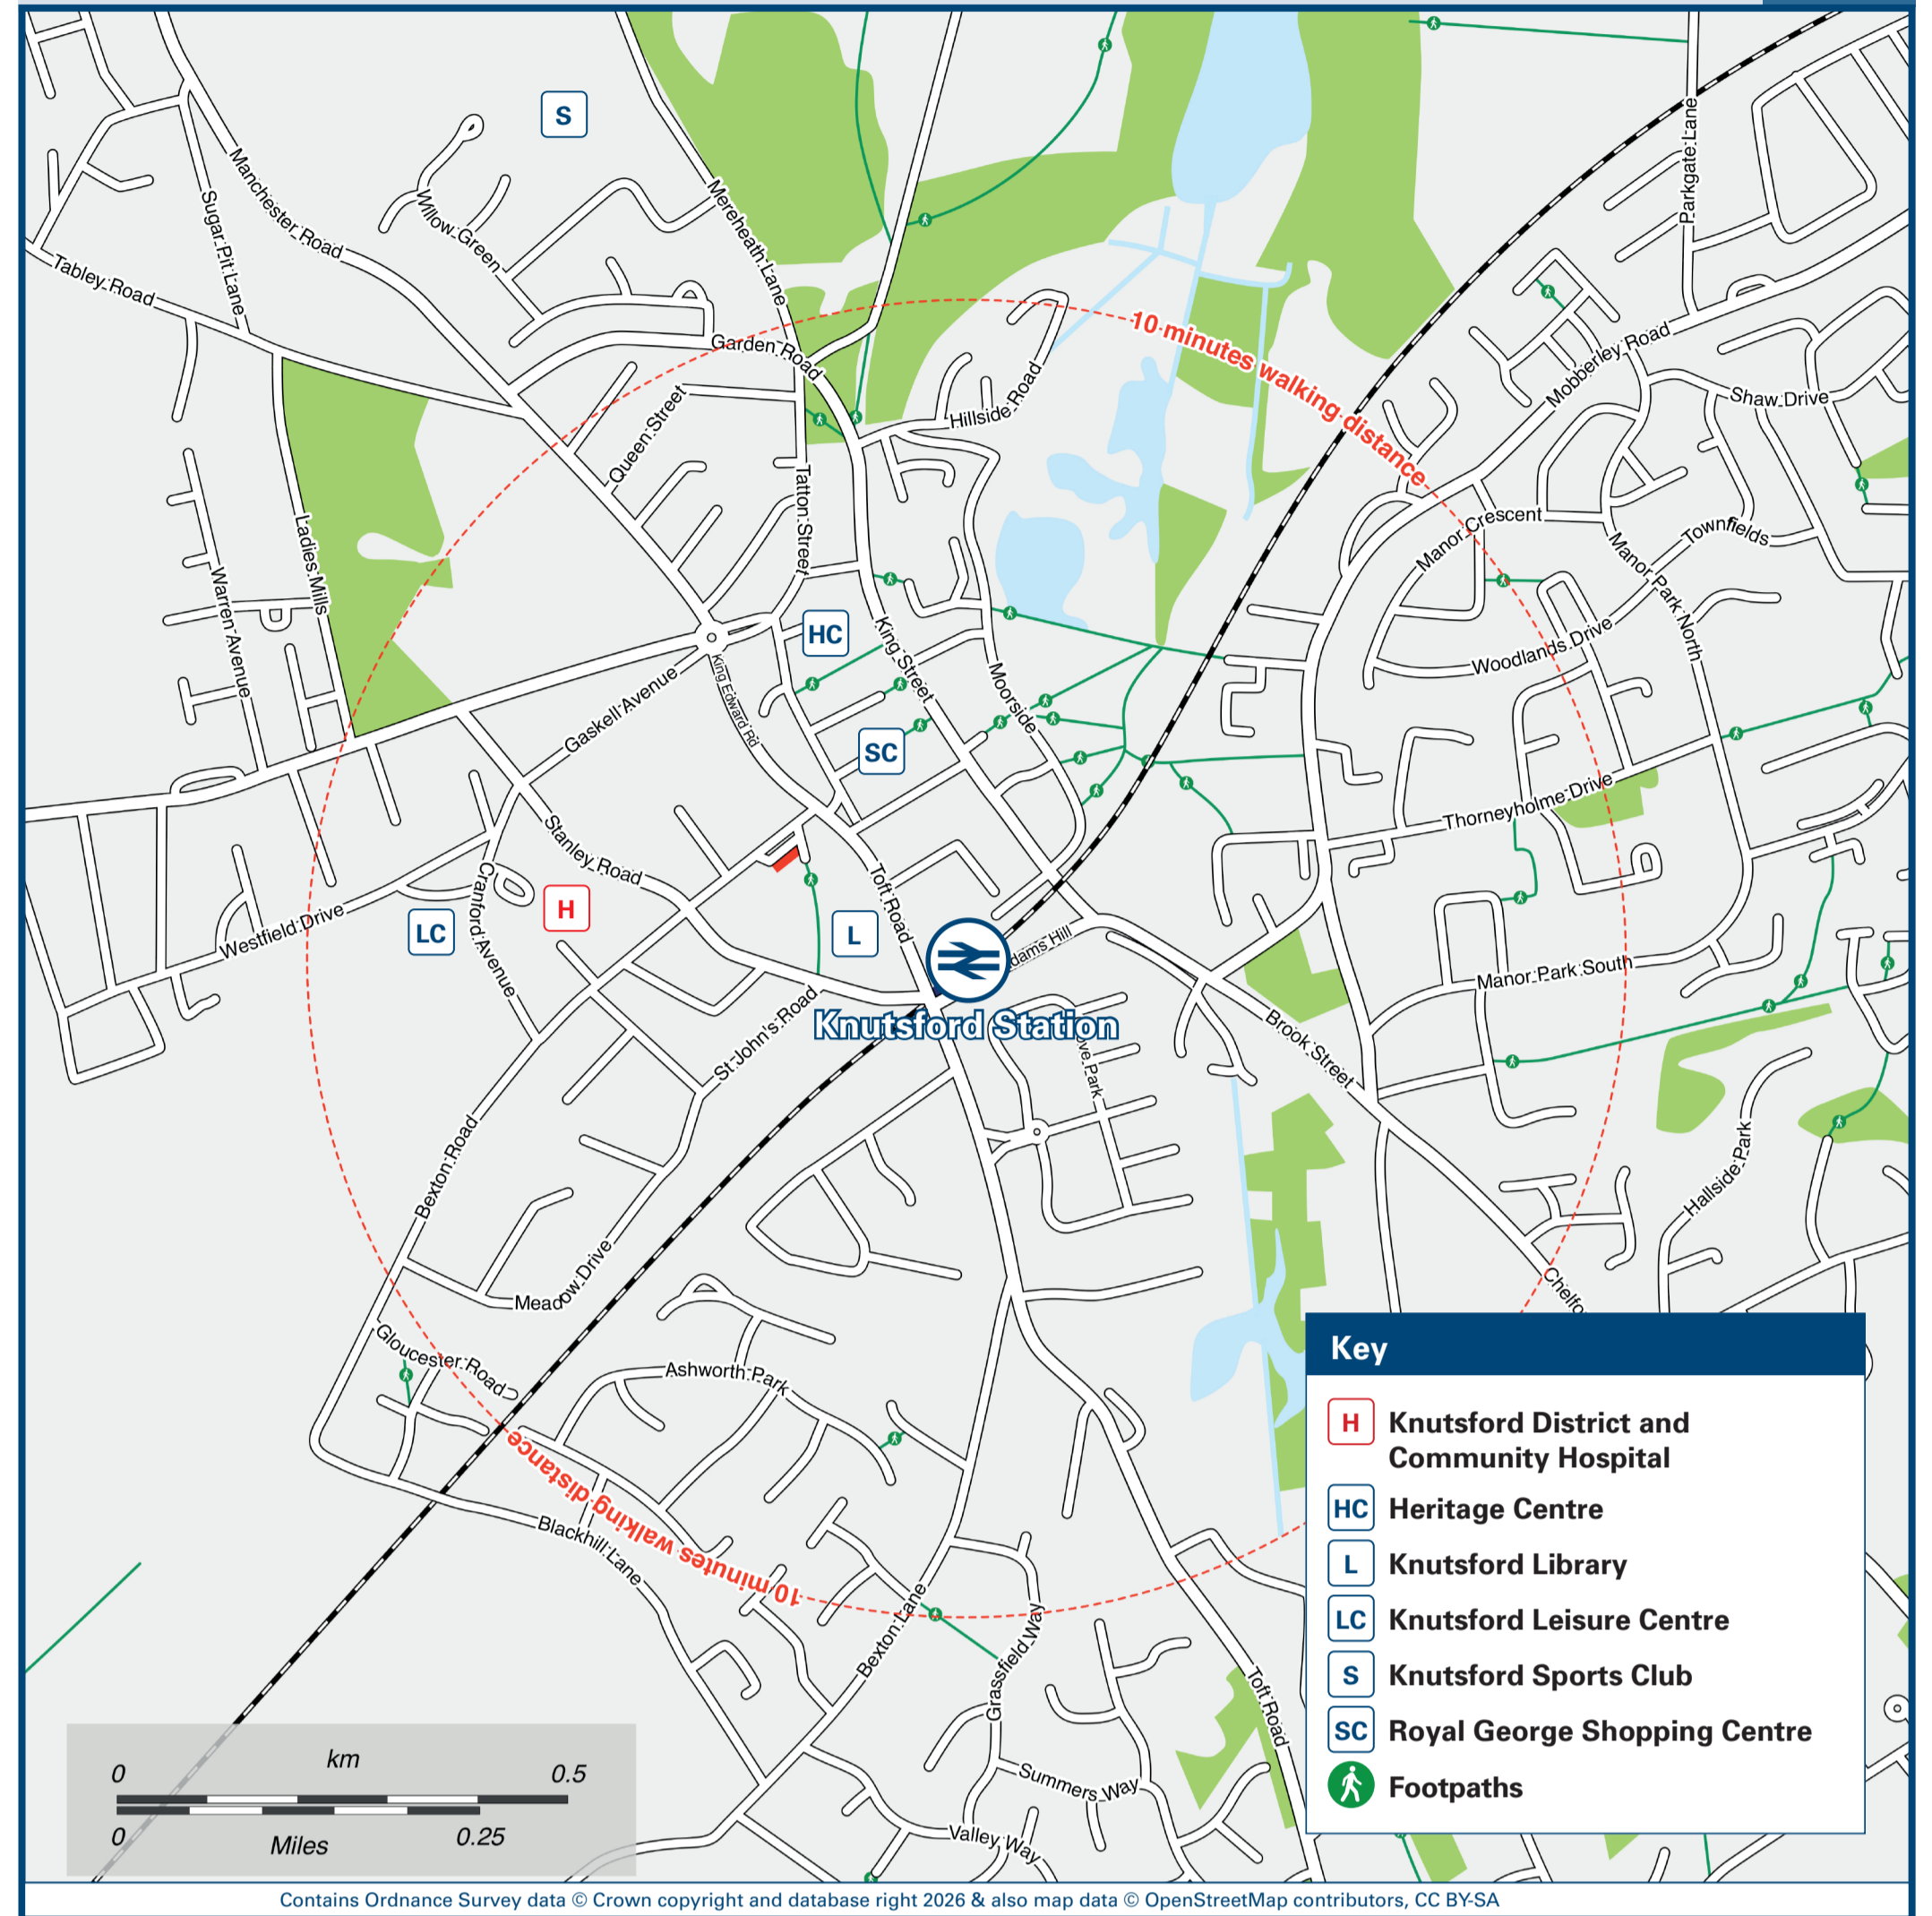 S
Manchester Road
Sugar Pit Lane
Willow Green
Mereheath Lane
Parkgate Lane
Tabley Road
Garden Road
10 minutes walking distance
Mobberley Road
Shaw Drive
Queen Street
Hillside Road
Tatton Street
Manor Crescent
Townfields
Ladies Mills
Warren Avenue
Manor Park North
HC
King Street
Woodlands Drive
Gaskell Avenue
King Edward Rd
Moorside
SC
Thorneyholme Drive
Stanley Road
Toft Road
Cranford Avenue
H
LC
L
Westfield Drive
dams Hill
Manor Park South
Knutsford Station
St John's Road
Brook Street
ove Park
Bexton Road
Hallside Park
Meadow Drive
Chelfo
Gloucester Road
Ashworth Park
10 minutes walking distance
Blackhill Lane
Bexton Lane
Grassfield Way
Toft Road
Summers Way
Valley Way
Key
H Knutsford District and
Community Hospital
HC Heritage Centre
L Knutsford Library
LC Knutsford Leisure Centre
S Knutsford Sports Club
SC Royal George Shopping Centre
Footpaths
km
0 0.5
0 0.25
Miles
Contains Ordnance Survey data © Crown copyright and database right 2026 & also map data © OpenStreetMap contributors, CC BY-SA